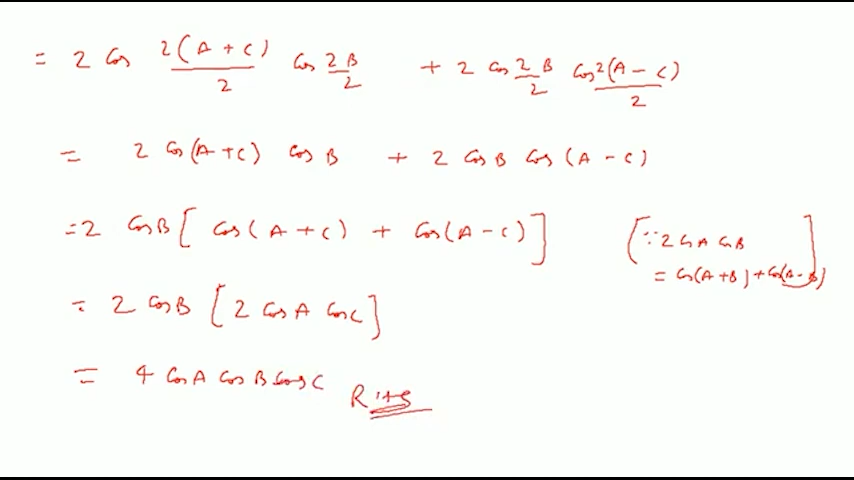 = 2 Cos 2(A+C)/2 Cos 2B/2 + 2 Cos 2B/2 Cos 2(A-C)/2
= 2 Cos(A+C) Cos B + 2 Cos B Cos (A-C)
= 2 Cos B [ Cos(A+C) + Cos(A-C) ]
[∵ 2 Cos A Cos B
= Cos(A+B) + Cos(A-B)]
= 2 Cos B [ 2 Cos A Cos C ]
= 4 Cos A Cos B Cos C R.H.S